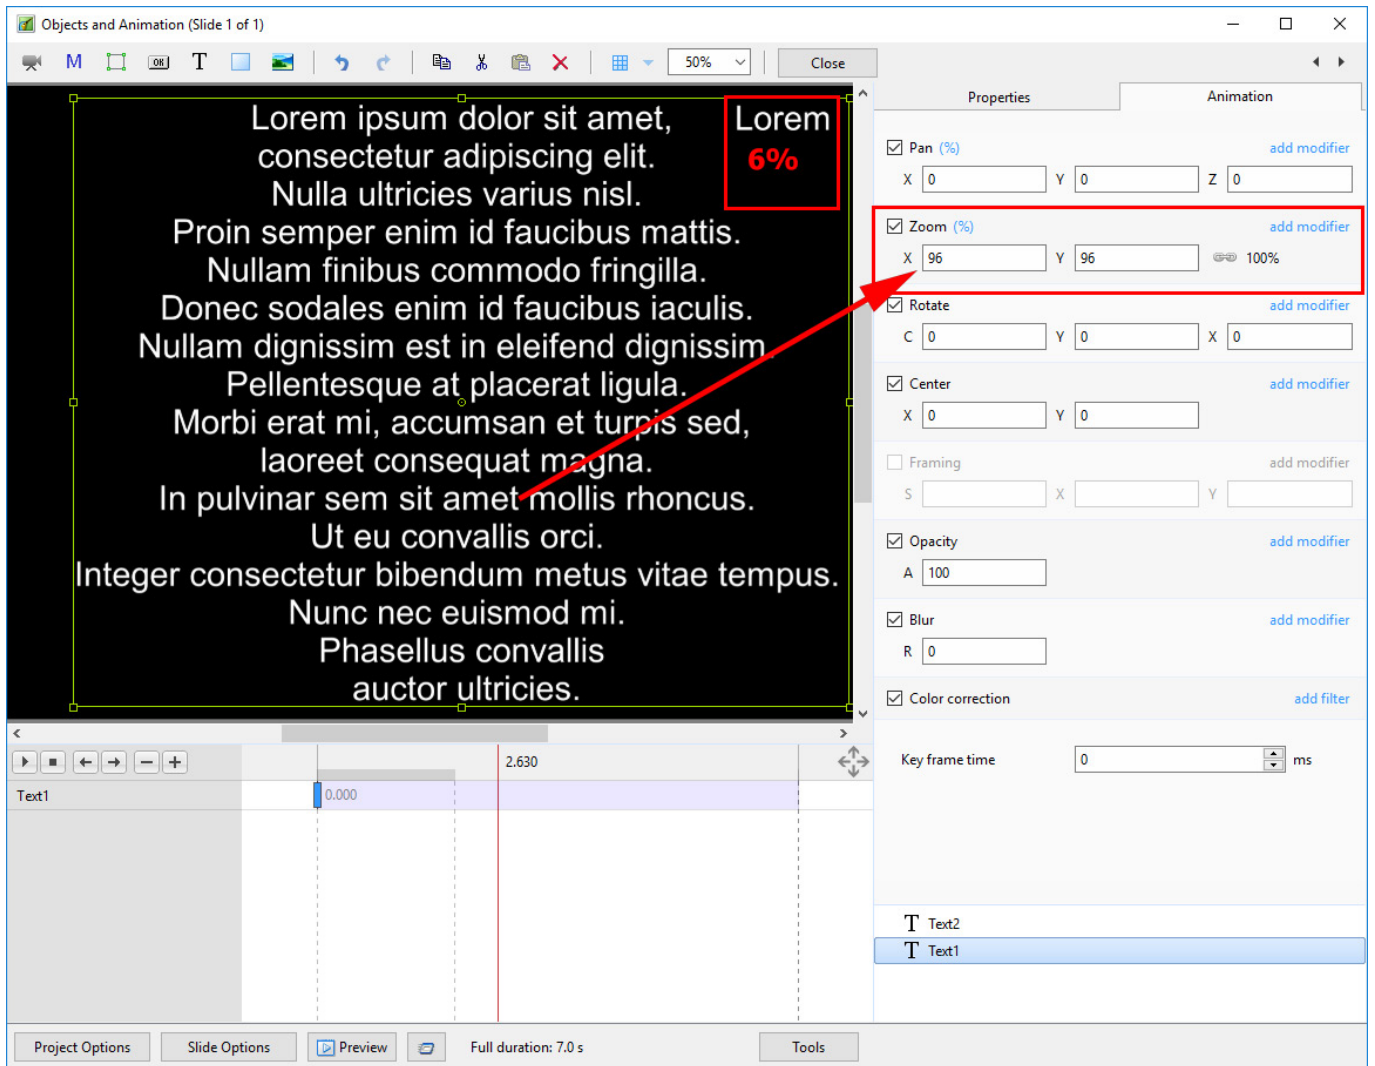 Objects and Animation (Slide 1 of 1)
M OK T 50% Close
Properties Animation
Lorem ipsum dolor sit amet,
consectetur adipiscing elit.
Nulla ultricies varius nisl.
Proin semper enim id faucibus mattis.
Nullam finibus commodo fringilla.
Donec sodales enim id faucibus iaculis.
Nullam dignissim est in eleifend dignissim.
Pellentesque at placerat ligula.
Morbi erat mi, accumsan et turpis sed,
laoreet consequat magna.
In pulvinar sem sit amet mollis rhoncus.
Ut eu convallis orci.
Integer consectetur bibendum metus vitae tempus.
Nunc nec euismod mi.
Phasellus convallis
auctor ultricies.
Lorem
6%
Pan (%) add modifier
X 0 Y 0 Z 0
Zoom (%) add modifier
X 96 Y 96 100%
Rotate add modifier
C 0 Y 0 X 0
Center add modifier
X 0 Y 0
Framing add modifier
S X Y
Opacity add modifier
A 100
Blur add modifier
R 0
Color correction add filter
Key frame time 0 ms
2.630
Text1 0.000
T Text2
T Text1
Project Options Slide Options Preview Full duration: 7.0 s Tools